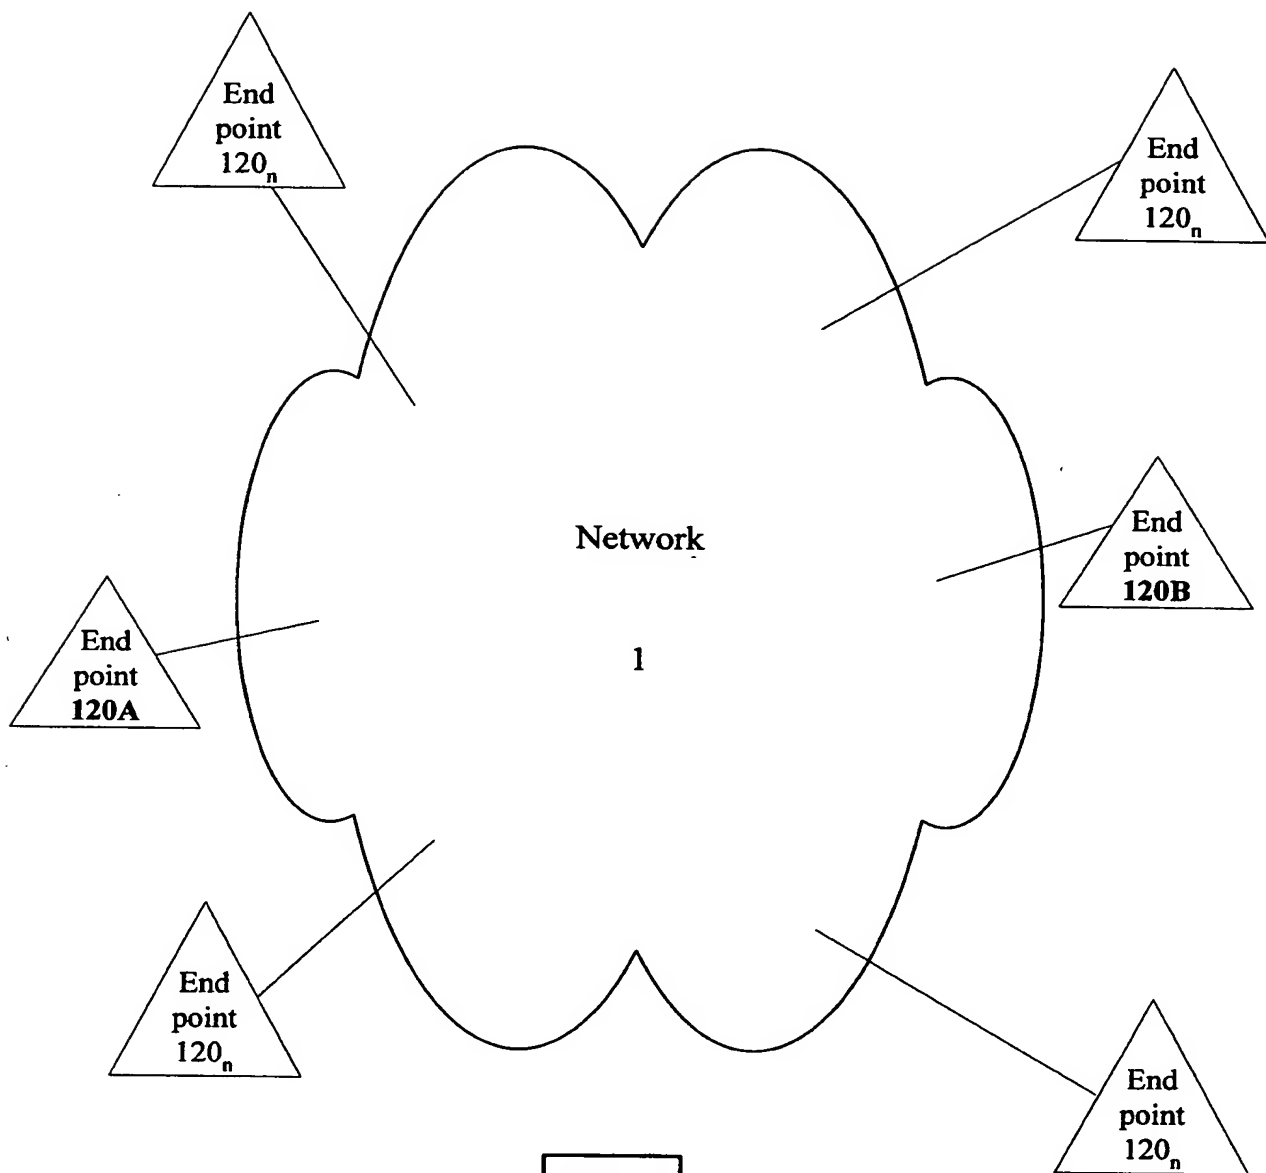 End
point
120ₙ
End
point
120ₙ
Network
1
End
point
120B
End
point
120A
End
point
120ₙ
End
point
120ₙ